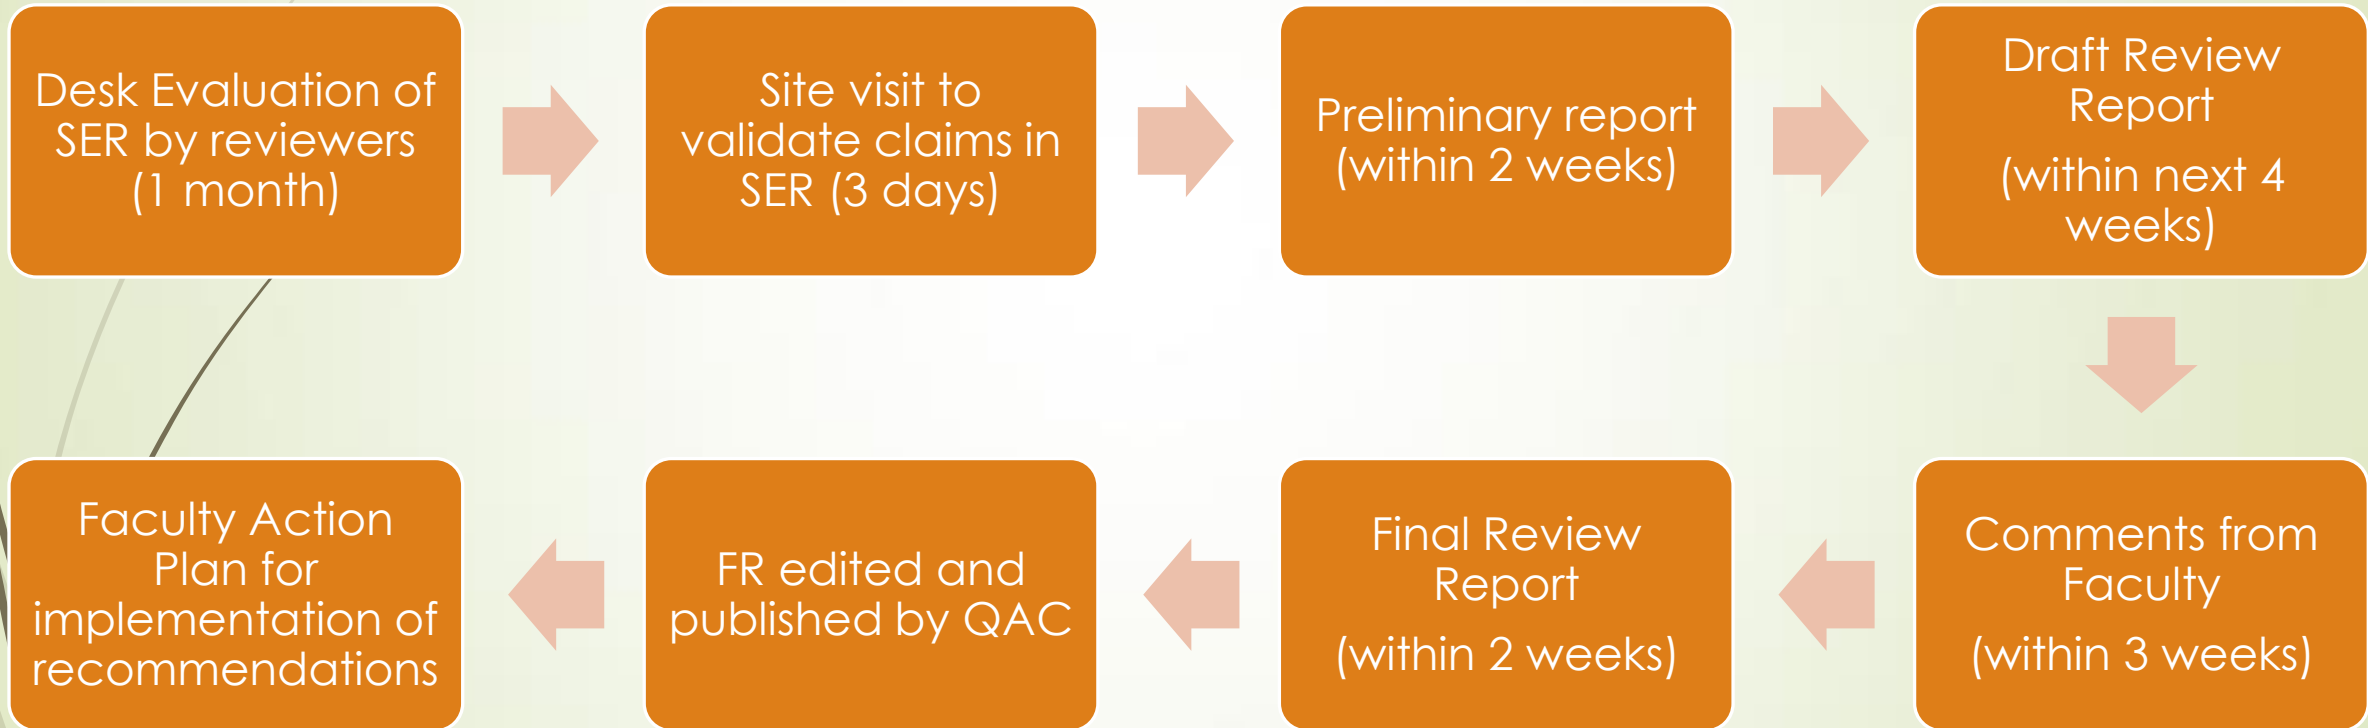 Desk Evaluation of
SER by reviewers
(1 month)
Site visit to
validate claims in
SER (3 days)
Preliminary report
(within 2 weeks)
Draft Review
Report
(within next 4
weeks)
Comments from
Faculty
(within 3 weeks)
Final Review
Report
(within 2 weeks)
FR edited and
published by QAC
Faculty Action
Plan for
implementation of
recommendations